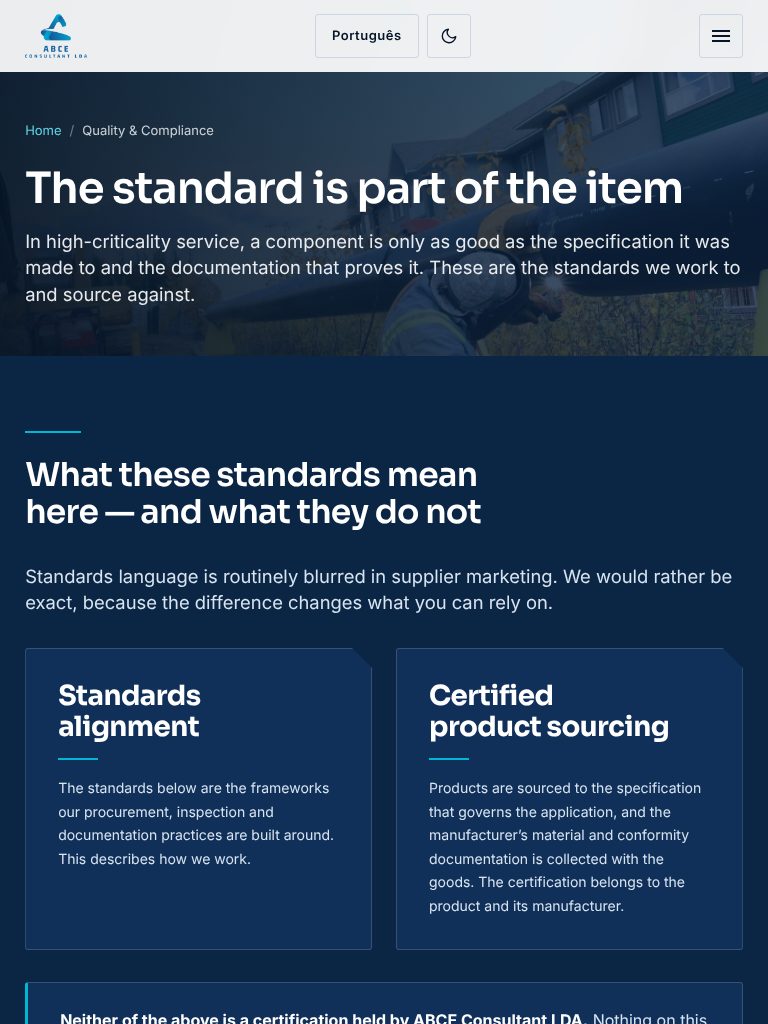 ABCE
CONSULTANT LDA
Português
Home / Quality & Compliance
The standard is part of the item
In high-criticality service, a component is only as good as the specification it was
made to and the documentation that proves it. These are the standards we work to
and source against.
What these standards mean
here — and what they do not
Standards language is routinely blurred in supplier marketing. We would rather be
exact, because the difference changes what you can rely on.
Standards
alignment
The standards below are the frameworks
our procurement, inspection and
documentation practices are built around.
This describes how we work.
Certified
product sourcing
Products are sourced to the specification
that governs the application, and the
manufacturer’s material and conformity
documentation is collected with the
goods. The certification belongs to the
product and its manufacturer.
Neither of the above is a certification held by ABCE Consultant LDA. Nothing on this